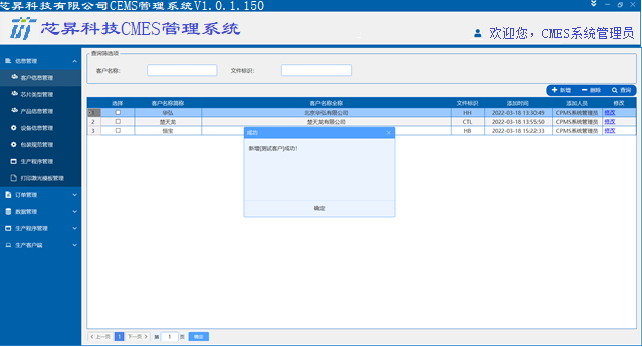 芯昇科技有限公司CEMS管理系统V1.0.1.150
芯昇科技CMES管理系统
欢迎您，CMES系统管理员
信息管理
客户信息管理
芯片类型管理
产品信息管理
设备信息管理
包装规范管理
生产程序管理
打印激光模板管理
订单管理
数据管理
生产程序管理
生产客户端
查询筛选项
客户名称：
文件标识：
新增 删除 查询
选择 客户名称简称 客户名称全称 文件标识 添加时间 添加人员 修改
1 华弘 北京华弘有限公司 HH 2022-03-18 13:30:49 CPMS系统管理员 修改
2 楚天龙 楚天龙有限公司 CTL 2022-03-18 13:55:50 CPMS系统管理员 修改
3 恒宝 HB 2022-03-18 15:22:33 CPMS系统管理员 修改
成功
新增[测试客户]成功！
确定
上一页 1 下一页 第 1 页 确定